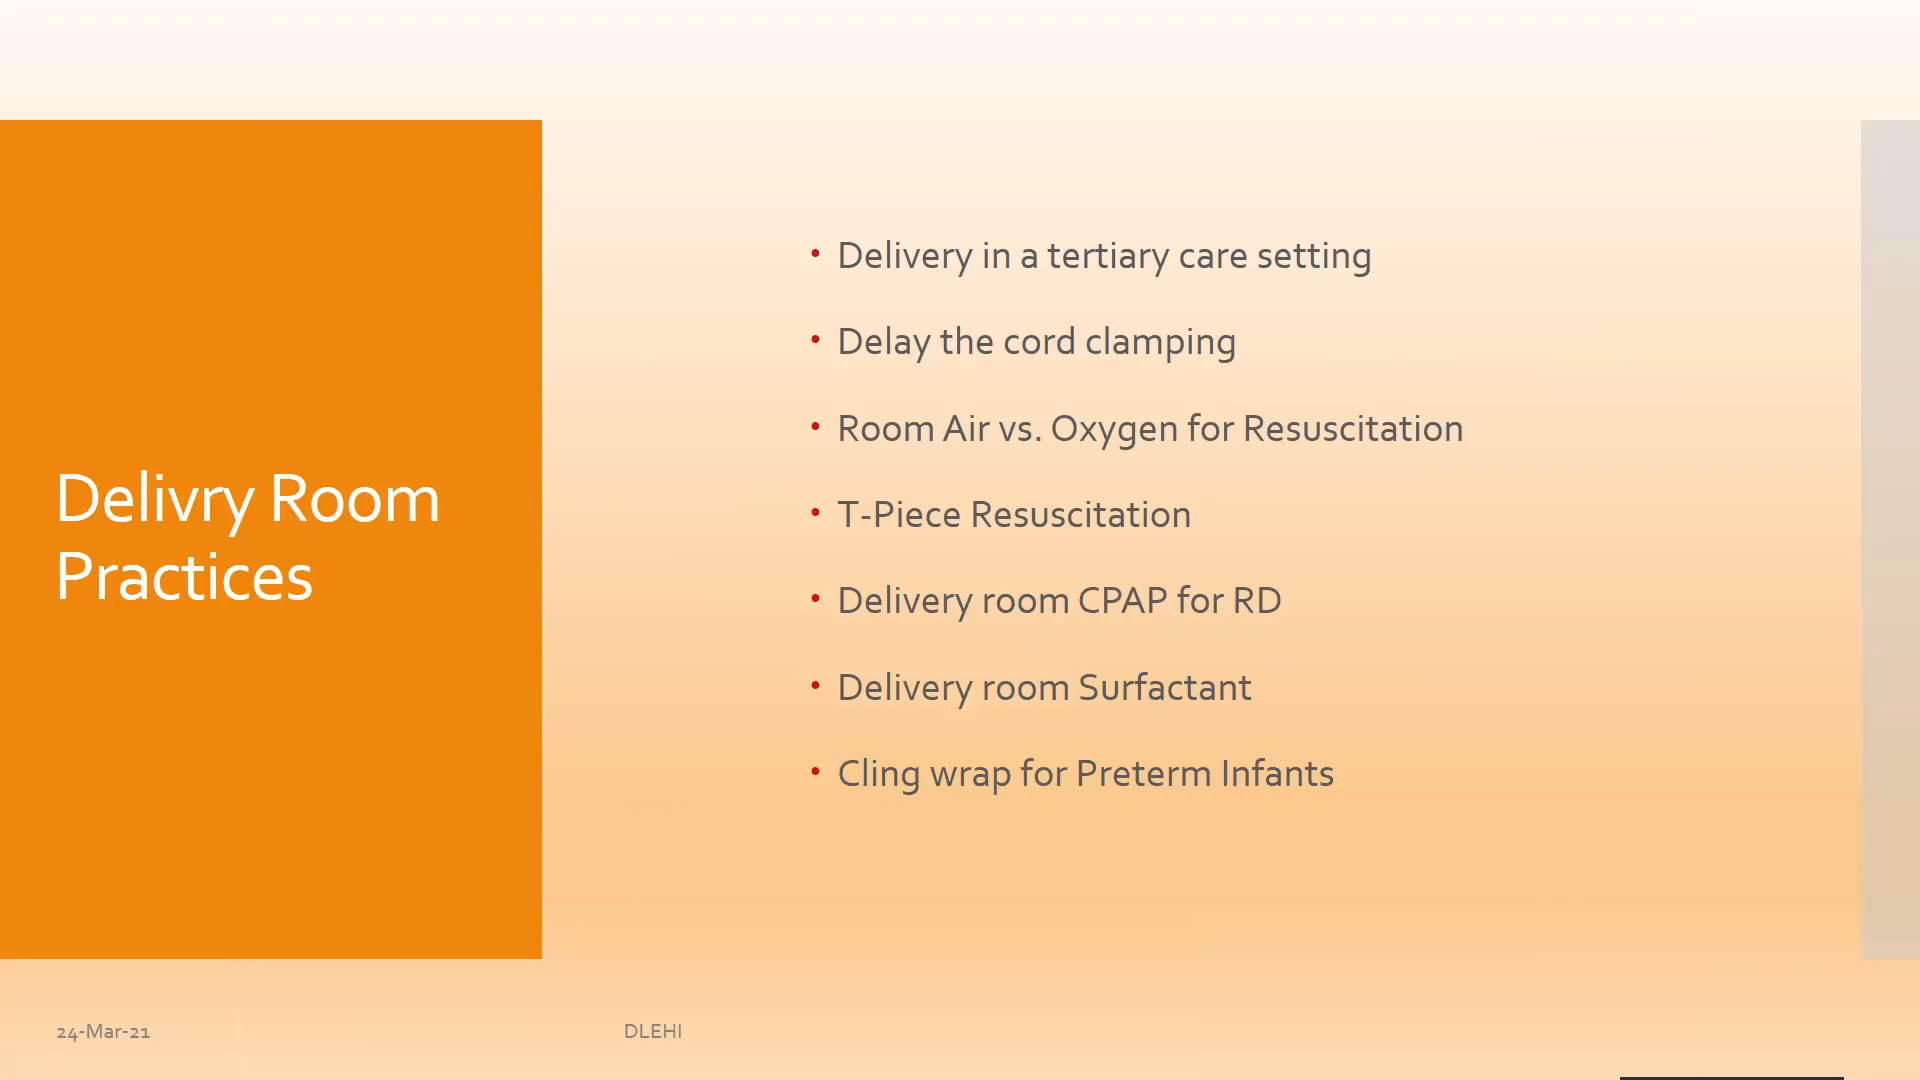 Delivry Room
Practices
• Delivery in a tertiary care setting
• Delay the cord clamping
• Room Air vs. Oxygen for Resuscitation
• T-Piece Resuscitation
• Delivery room CPAP for RD
• Delivery room Surfactant
• Cling wrap for Preterm Infants
24-Mar-21
DLEHI